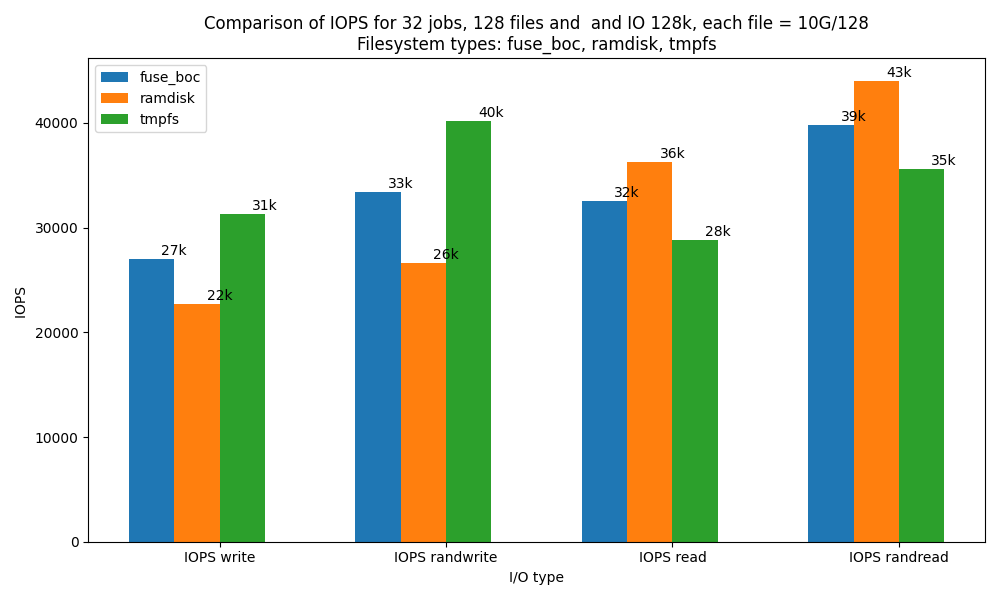 Comparison of IOPS for 32 jobs, 128 files and  and IO 128k, each file = 10G/128
Filesystem types: fuse_boc, ramdisk, tmpfs
fuse_boc
ramdisk
tmpfs
IOPS
40000
30000
20000
10000
0
27k
22k
31k
33k
26k
40k
32k
36k
28k
39k
43k
35k
IOPS write
IOPS randwrite
IOPS read
IOPS randread
I/O type